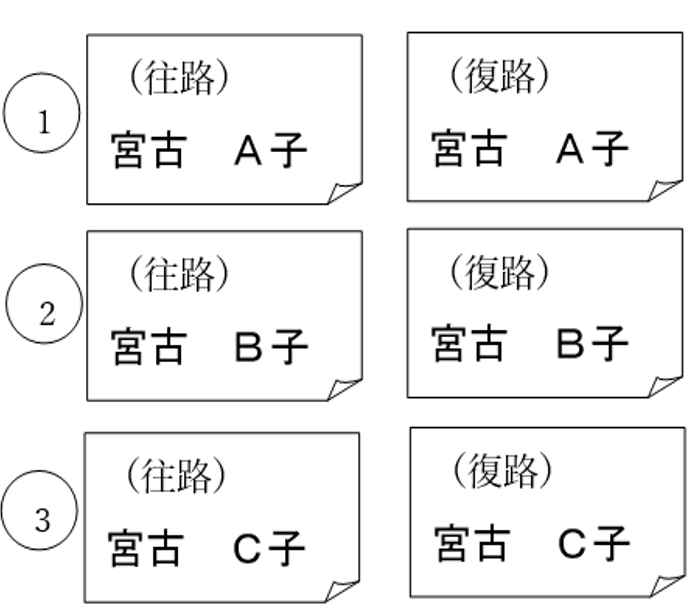 1
（往路）
宮古　Ａ子
（復路）
宮古　Ａ子
2
（往路）
宮古　Ｂ子
（復路）
宮古　Ｂ子
3
（往路）
宮古　Ｃ子
（復路）
宮古　Ｃ子